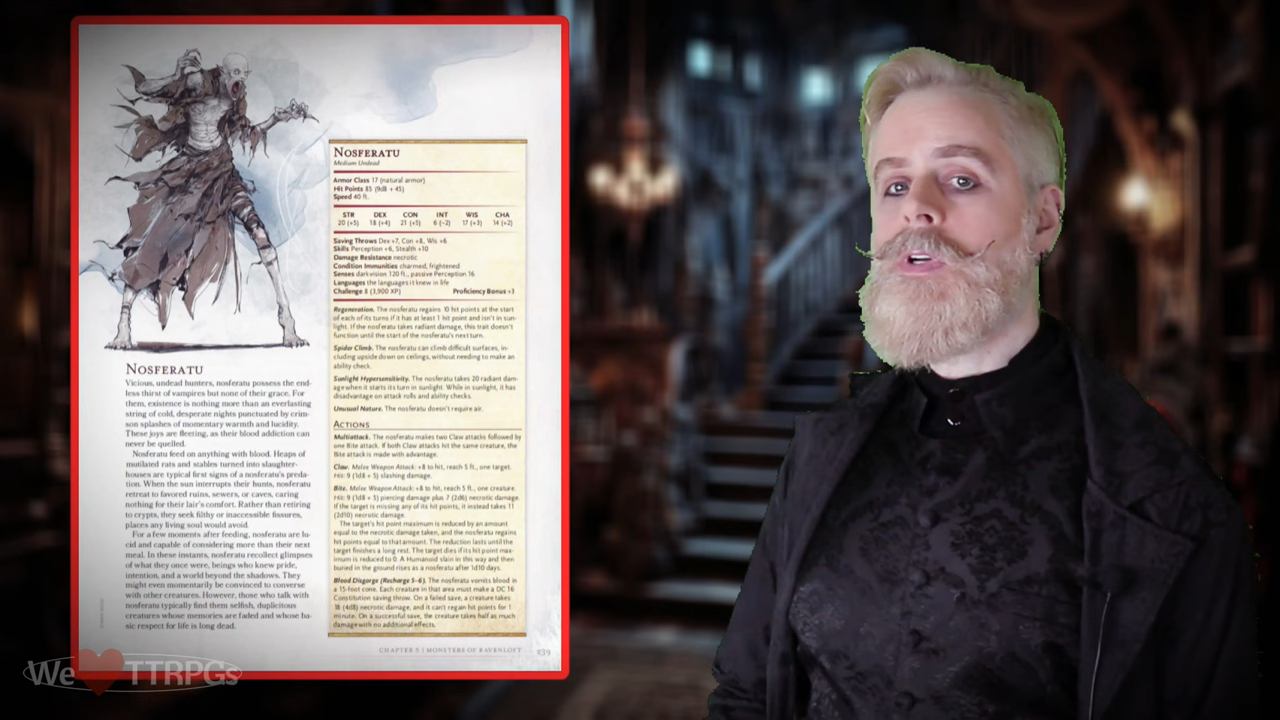 NOSFERATU
Medium Undead
Armor Class 17 (natural armor)
Hit Points 85 (9d8 + 45)
Speed 40 ft.
STR DEX CON INT WIS CHA
20 (+5) 18 (+4) 21 (+5) 6 (-2) 17 (+3) 14 (+2)
Saving Throws Dex +7, Con +8, Wis +6
Skills Perception +6, Stealth +10
Damage Resistance necrotic
Condition Immunities charmed, frightened
Senses darkvision 120 ft., passive Perception 16
Languages the languages it knew in life
Challenge 8 (3,900 XP) Proficiency Bonus +3
Regeneration. The nosferatu regains 10 hit points at the start
of each of its turns if it has at least 1 hit point and isn't in sun-
light. If the nosferatu takes radiant damage, this trait doesn't
function until the start of the nosferatu's next turn.
Spider Climb. The nosferatu can climb difficult surfaces, in-
cluding upside down on ceilings, without needing to make an
ability check.
Sunlight Hypersensitivity. The nosferatu takes 20 radiant dam-
age when it starts its turn in sunlight. While in sunlight, it has
disadvantage on attack rolls and ability checks.
Unusual Nature. The nosferatu doesn't require air.
ACTIONS
Multiattack. The nosferatu makes two Claw attacks followed by
one Bite attack. If both Claw attacks hit the same creature, the
Bite attack is made with advantage.
Claw. Melee Weapon Attack: +8 to hit, reach 5 ft., one target.
Hit: 9 (1d8 + 5) slashing damage.
Bite. Melee Weapon Attack: +8 to hit, reach 5 ft., one creature.
Hit: 9 (1d8 + 5) piercing damage plus 7 (2d6) necrotic damage.
If the target is missing any of its hit points, it instead takes 11
(2d10) necrotic damage.
The target's hit point maximum is reduced by an amount
equal to the necrotic damage taken, and the nosferatu regains
hit points equal to that amount. The reduction lasts until the
target finishes a long rest. The target dies if its hit point max-
imum is reduced to 0. A Humanoid slain in this way and then
buried in the ground rises as a nosferatu after 1d10 days.
Blood Disgorge (Recharge 5–6). The nosferatu vomits blood in
a 15-foot cone. Each creature in that area must make a DC 16
Constitution saving throw. On a failed save, a creature takes
18 (4d8) necrotic damage, and it can't regain hit points for 1
minute. On a successful save, the creature takes half as much
damage with no additional effects.
NOSFERATU
Vicious, undead hunters, nosferatu possess the end-
less thirst of vampires but none of their grace. For
them, existence is nothing more than an everlasting
string of cold, desperate nights punctuated by crim-
son splashes of momentary warmth and lucidity.
These joys are fleeting, as their blood addiction can
never be quelled.
Nosferatu feed on anything with blood. Heaps of
mutilated rats and stables turned into slaughter-
houses are typical first signs of a nosferatu's preda-
tion. When the sun interrupts their hunts, nosferatu
retreat to favored ruins, sewers, or caves, caring
nothing for their lair's comfort. Rather than retiring
to crypts, they seek filthy or inaccessible fissures,
places any living soul would avoid.
For a few moments after feeding, nosferatu are lu-
cid and capable of considering more than their next
meal. In these instants, nosferatu recollect glimpses
of what they once were, beings who knew pride,
intention, and a world beyond the shadows. They
might even momentarily be convinced to converse
with other creatures. However, those who talk with
nosferatu typically find them selfish, duplicitous
creatures whose memories are faded and whose ba-
sic respect for life is long dead.
CHAPTER 5 | MONSTERS OF RAVENLOFT
239
We TTRPGs